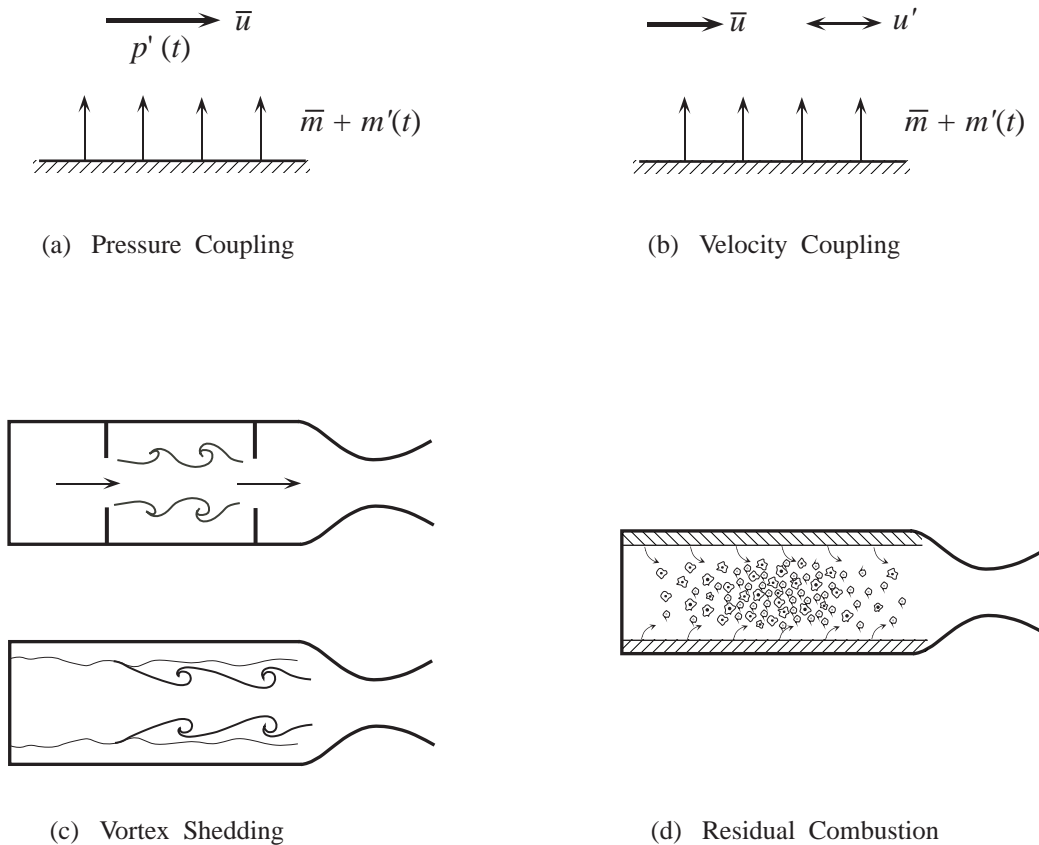 u̅
p' (t)
m̅ + m'(t)
(a) Pressure Coupling
u̅ u'
m̅ + m'(t)
(b) Velocity Coupling
(c) Vortex Shedding
(d) Residual Combustion